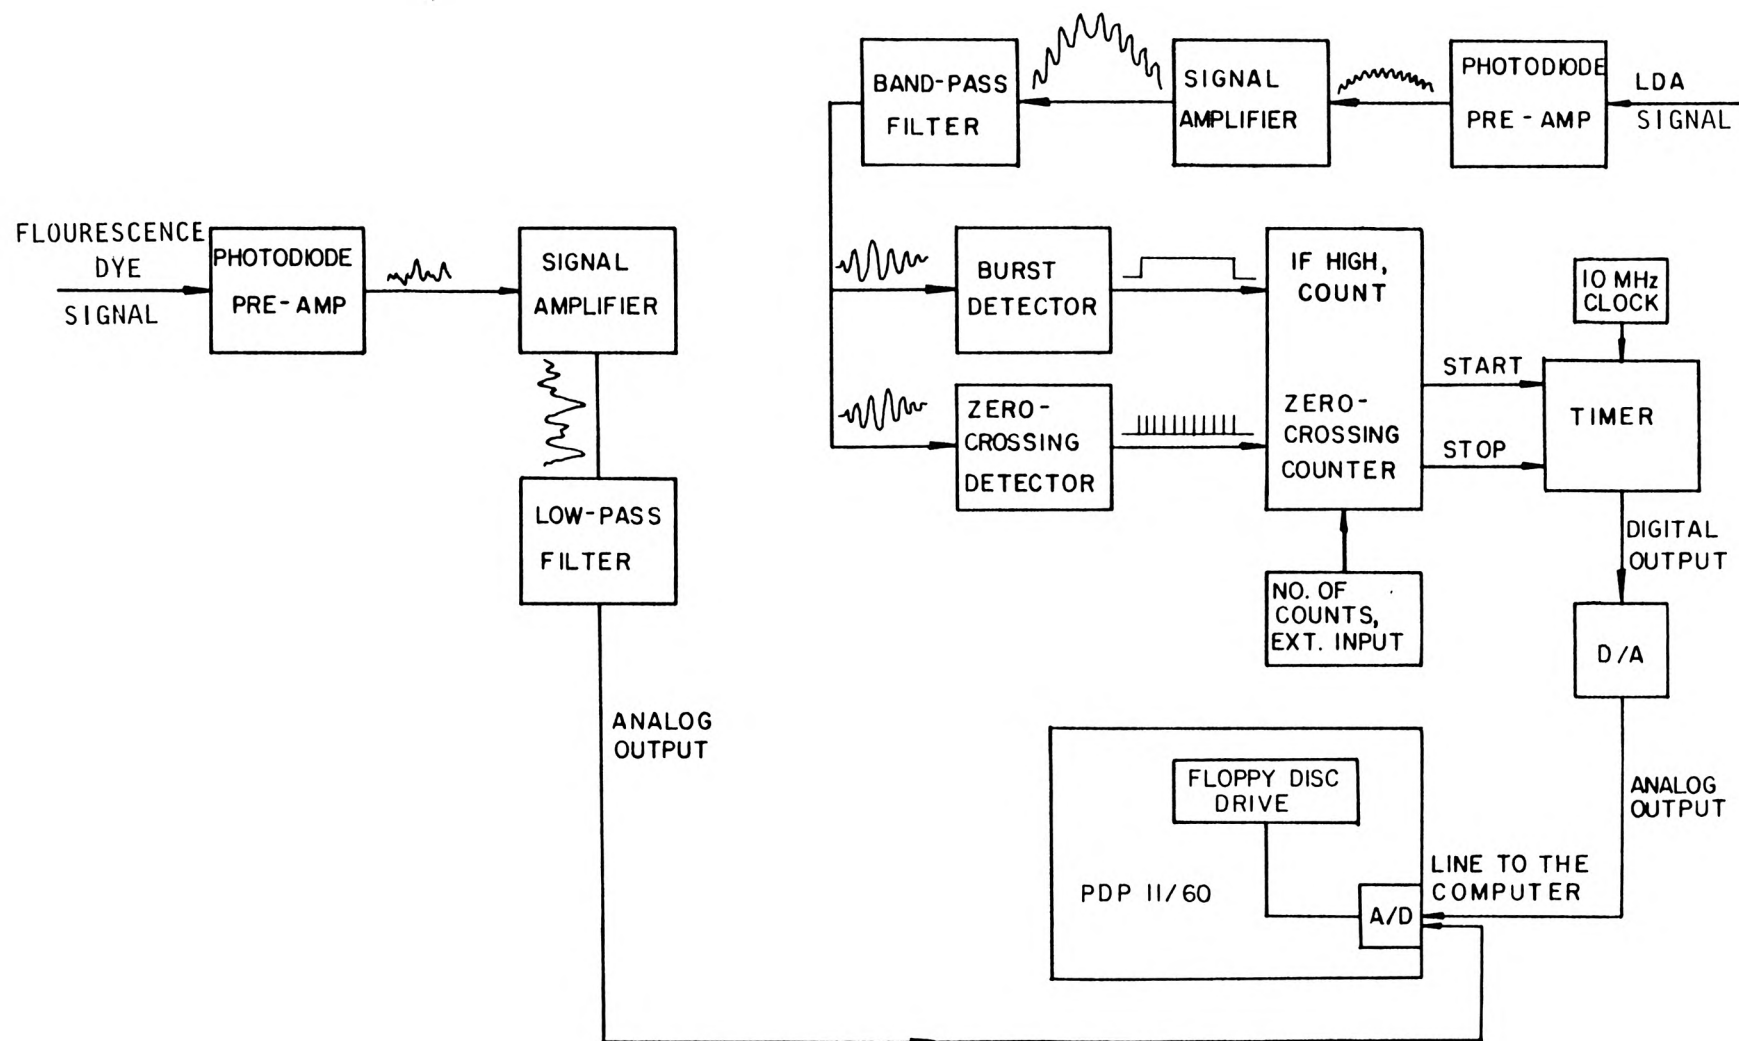 FLOURESCENCE
DYE
SIGNAL
PHOTODIODE
PRE-AMP
SIGNAL
AMPLIFIER
LOW-PASS
FILTER
ANALOG
OUTPUT
LDA
SIGNAL
PHOTODIODE
PRE-AMP
SIGNAL
AMPLIFIER
BAND-PASS
FILTER
BURST
DETECTOR
ZERO-
CROSSING
DETECTOR
IF HIGH,
COUNT
ZERO-
CROSSING
COUNTER
NO. OF
COUNTS,
EXT. INPUT
START
STOP
10 MHz
CLOCK
TIMER
DIGITAL
OUTPUT
D/A
ANALOG
OUTPUT
LINE TO THE
COMPUTER
A/D
PDP 11/60
FLOPPY DISC
DRIVE